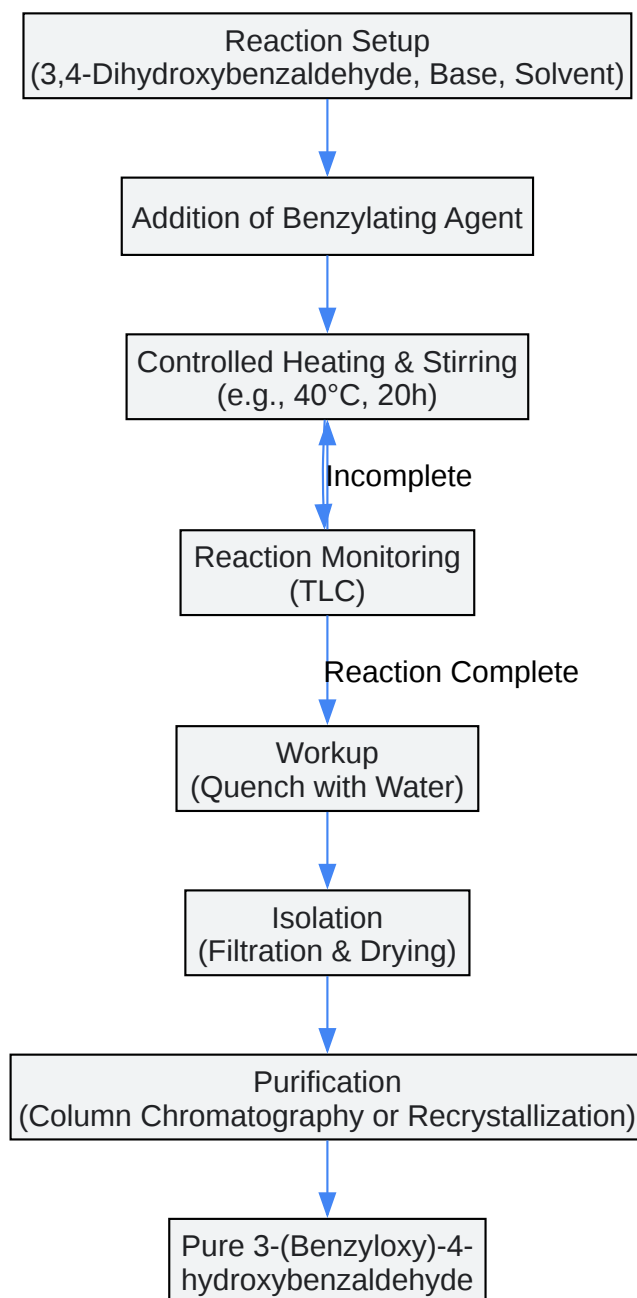 Reaction Setup
(3,4-Dihydroxybenzaldehyde, Base, Solvent)
Addition of Benzylating Agent
Controlled Heating & Stirring
(e.g., 40°C, 20h)
Incomplete
Reaction Monitoring
(TLC)
Reaction Complete
Workup
(Quench with Water)
Isolation
(Filtration & Drying)
Purification
(Column Chromatography or Recrystallization)
Pure 3-(Benzyloxy)-4-
hydroxybenzaldehyde